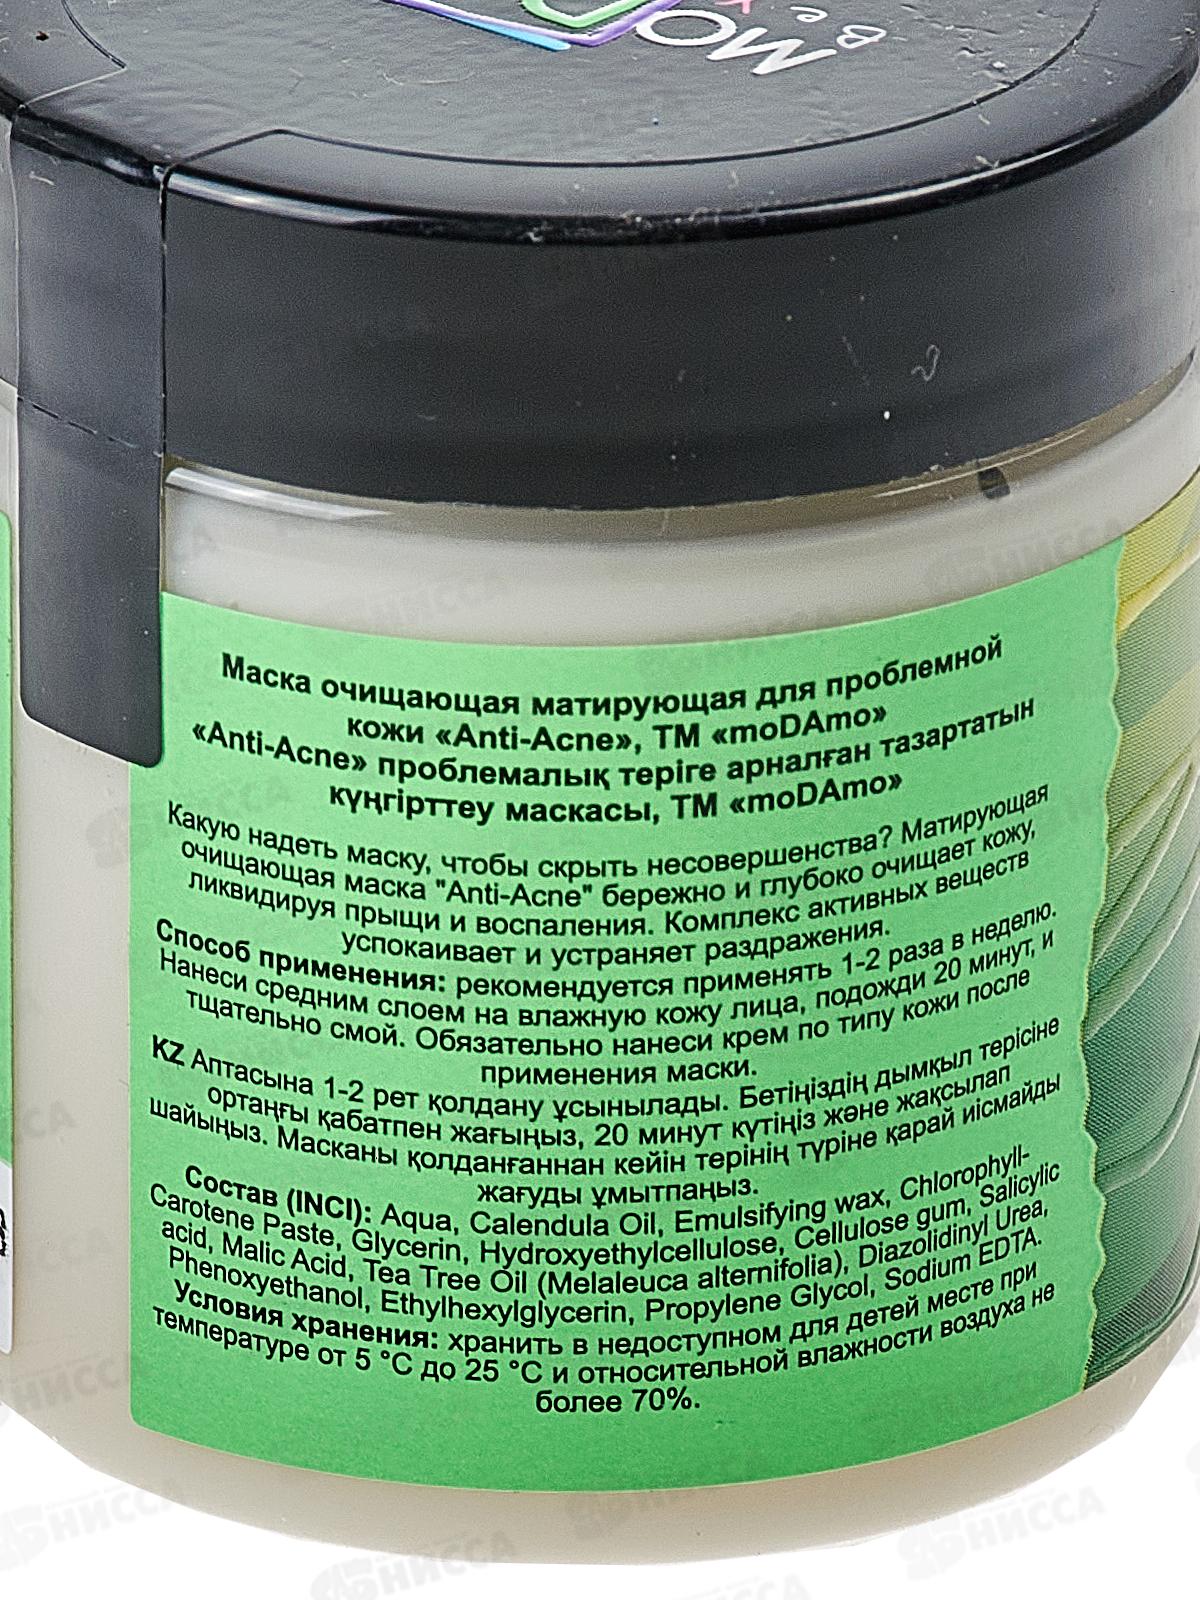 MO
Be
Маска очищающая матирующая для проблемной
кожи «Anti-Acne», ТМ «moDAmo»
«Anti-Acne» проблемалық теріге арналған тазартатын
күңгірттеу маскасы, ТМ «moDAmo»
Какую надеть маску, чтобы скрыть несовершенства? Матирующая
очищающая маска "Anti-Acne" бережно и глубоко очищает кожу,
ликвидируя прыщи и воспаления. Комплекс активных веществ
успокаивает и устраняет раздражения.
Способ применения: рекомендуется применять 1-2 раза в неделю.
Нанеси средним слоем на влажную кожу лица, подожди 20 минут, и
тщательно смой. Обязательно нанеси крем по типу кожи после
применения маски.
KZ Аптасына 1-2 рет қолдану ұсынылады. Бетіңіздің дымқыл терісіне
ортаңғы қабатпен жағыңыз, 20 минут күтіңіз және жақсылап
шайыңыз. Масканы қолданғаннан кейін терінің түріне қарай иісмайды
жағуды ұмытпаңыз.
Состав (INCI): Aqua, Calendula Oil, Emulsifying wax, Chlorophyll-
Carotene Paste, Glycerin, Hydroxyethylcellulose, Cellulose gum, Salicylic
acid, Malic Acid, Tea Tree Oil (Melaleuca alternifolia), Diazolidinyl Urea,
Phenoxyethanol, Ethylhexylglycerin, Propylene Glycol, Sodium EDTA.
Условия хранения: хранить в недоступном для детей месте при
температуре от 5 °C до 25 °C и относительной влажности воздуха не
более 70%.